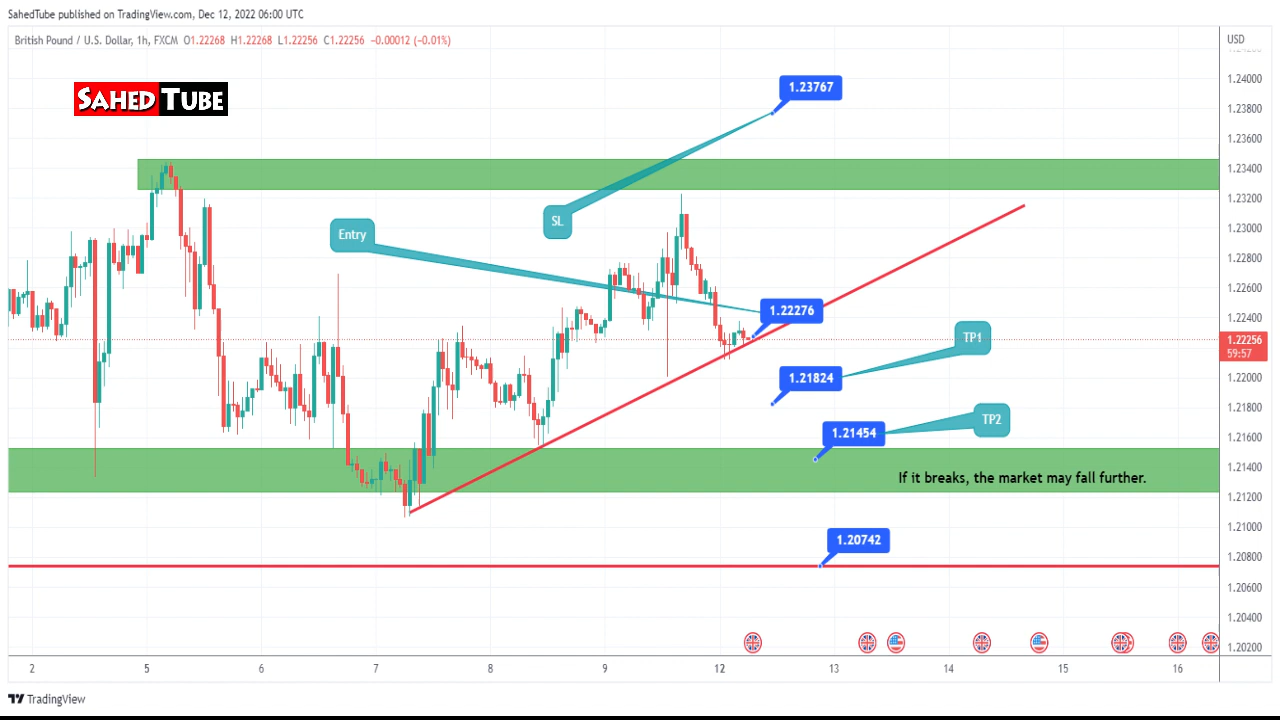 SahedTube published on TradingView.com, Dec 12, 2022 06:00 UTC
British Pound / U.S. Dollar, 1h, FXCM O1.22268 H1.22268 L1.22256 C1.22256 −0.00012 (−0.01%)
USD
SAHED TUBE
1.23767
SL
Entry
1.22276
TP1
1.21824
TP2
1.21454
If it breaks, the market may fall further.
1.20742
1.24000
1.23800
1.23600
1.23400
1.23200
1.23000
1.22800
1.22600
1.22400
1.22256
59:57
1.22000
1.21800
1.21600
1.21400
1.21200
1.21000
1.20800
1.20600
1.20400
1.20200
2 5 6 7 8 9 12 13 14 15 16
TradingView